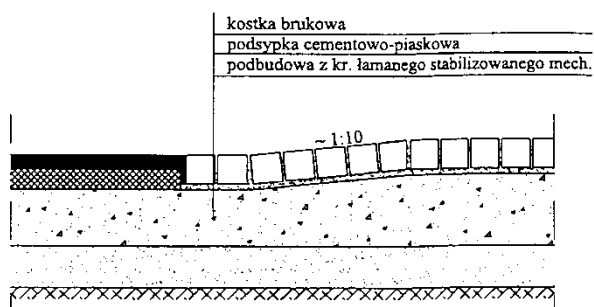 kostka brukowa
podsypka cementowo-piaskowa
podbudowa z kr. łamanego stabilizowanego mech.
~ 1:10